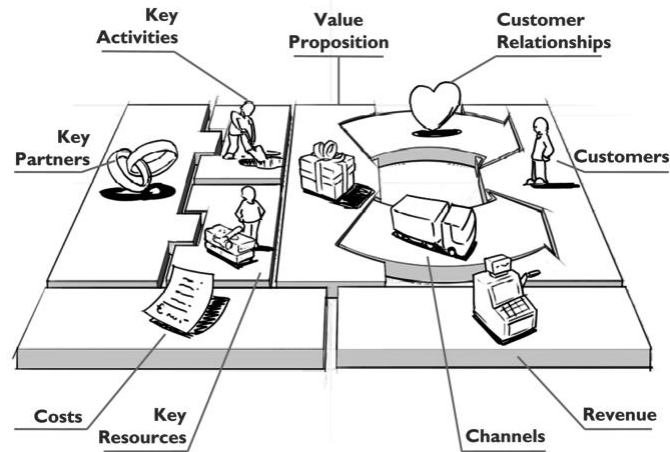 Key
Activities
Value
Proposition
Customer
Relationships
Key
Partners
Customers
Costs
Key
Resources
Channels
Revenue